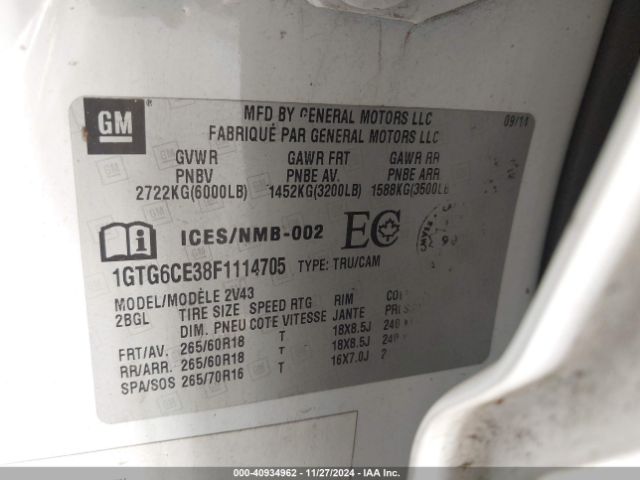 GM ®
MFD BY GENERAL MOTORS LLC 09/14
FABRIQUÉ PAR GENERAL MOTORS LLC
GVWR GAWR FRT GAWR RR
PNBV PNBE AV. PNBE ARR
2722KG(6000LB) 1452KG(3200LB) 1588KG(3500LB
ICES/NMB-002 EC
1GTG6CE38F1114705 TYPE: TRU/CAM
MODEL/MODÈLE 2V43
2BGL TIRE SIZE SPEED RTG RIM
DIM. PNEU COTE VITESSE JANTE
FRT/AV. 265/60R18 T 18X8.5J 240
RR/ARR. 265/60R18 T 18X8.5J
SPA/SOS 265/70R16 T 16X7.0J
000-40934962 - 11/27/2024 - IAA Inc.